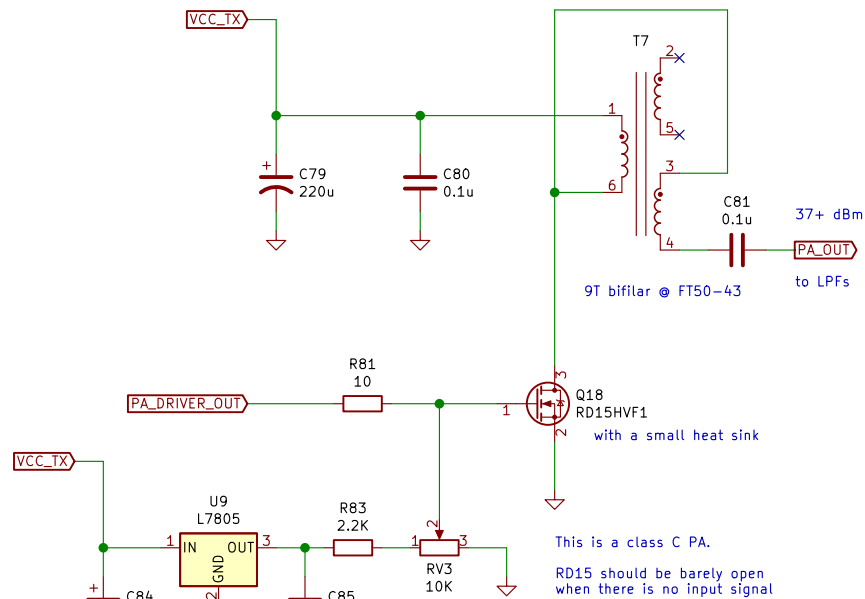 VCC_TX
T7
2
1
+
C79
220u
C80
0.1u
5
6
3
C81
0.1u
37+ dBm
4
PA_OUT
9T bifilar @ FT50-43
to LPFs
R81
10
3
PA_DRIVER_OUT
1
Q18
RD15HVF1
2
with a small heat sink
VCC_TX
U9
L7805
R83
2.2K
2
1
IN
OUT
3
1
3
GND
RV3
10K
This is a class C PA.
RD15 should be barely open
when there is no input signal
+
C84
2
C85